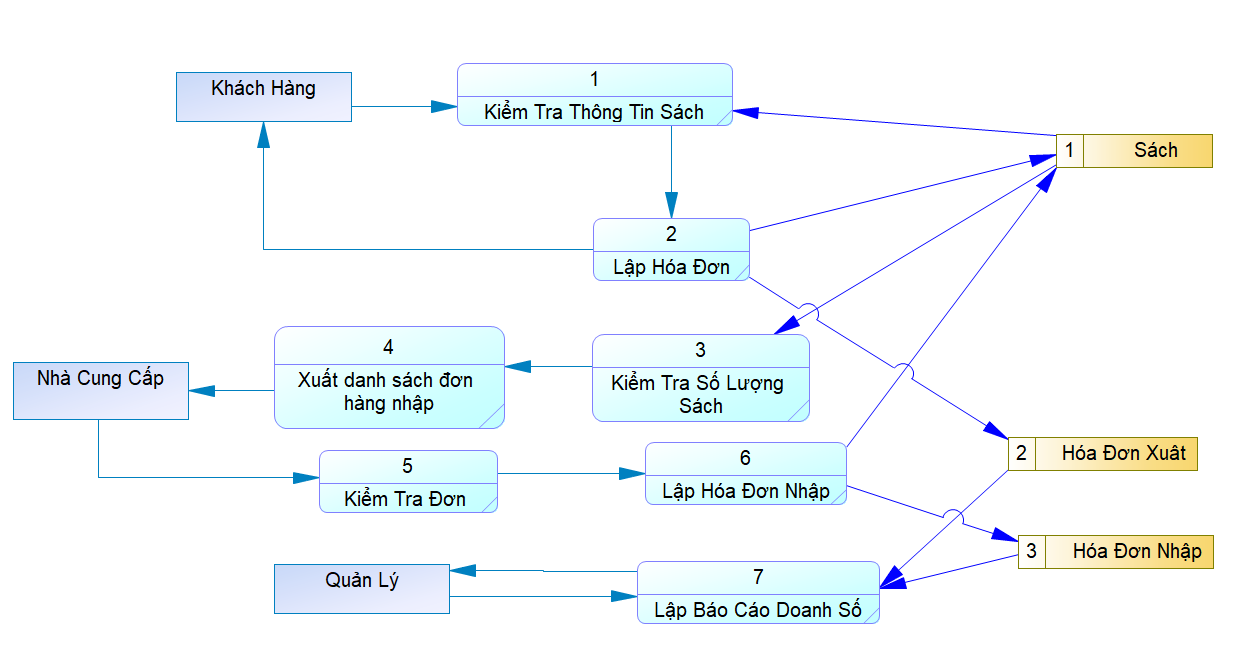 Khách Hàng
1
Kiểm Tra Thông Tin Sách
1
Sách
2
Lập Hóa Đơn
4
Xuất danh sách đơn
hàng nhập
3
Kiểm Tra Số Lượng
Sách
Nhà Cung Cấp
5
Kiểm Tra Đơn
6
Lập Hóa Đơn Nhập
2
Hóa Đơn Xuât
3
Hóa Đơn Nhập
Quản Lý
7
Lập Báo Cáo Doanh Số